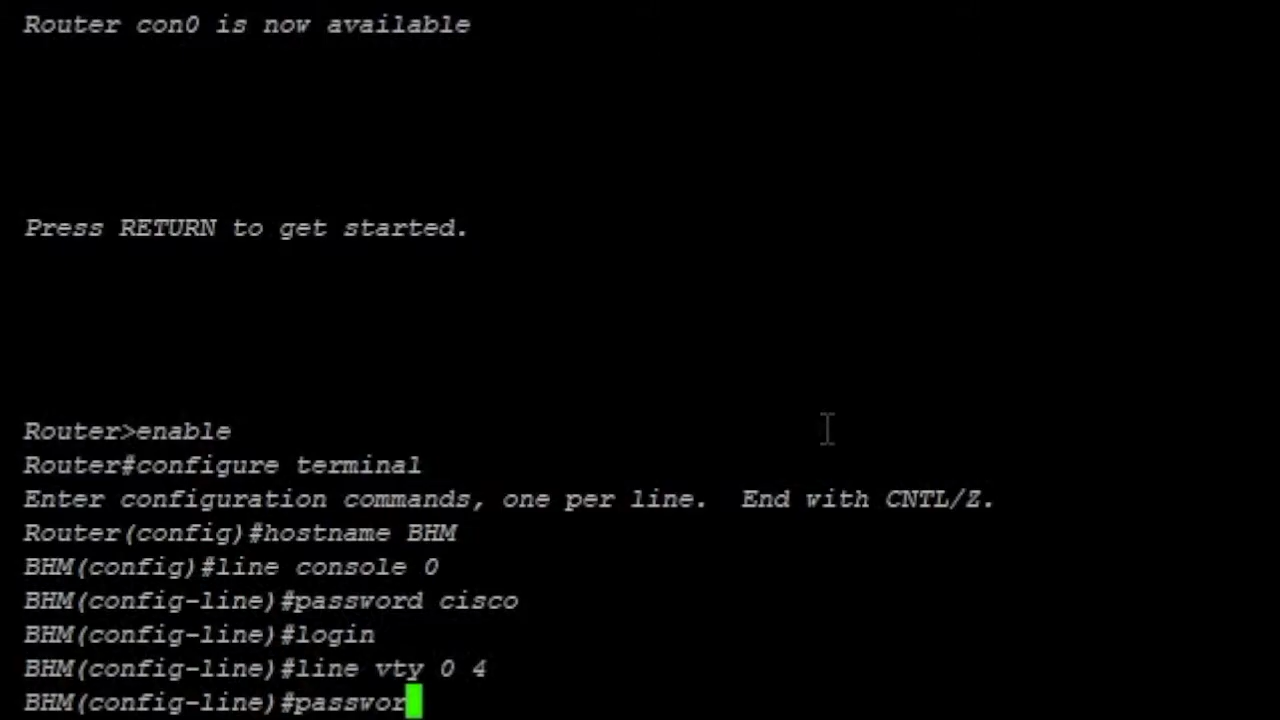 Router con0 is now available
Press RETURN to get started.
Router>enable
Router#configure terminal
Enter configuration commands, one per line.  End with CNTL/Z.
Router(config)#hostname BHM
BHM(config)#line console 0
BHM(config-line)#password cisco
BHM(config-line)#login
BHM(config-line)#line vty 0 4
BHM(config-line)#passwor